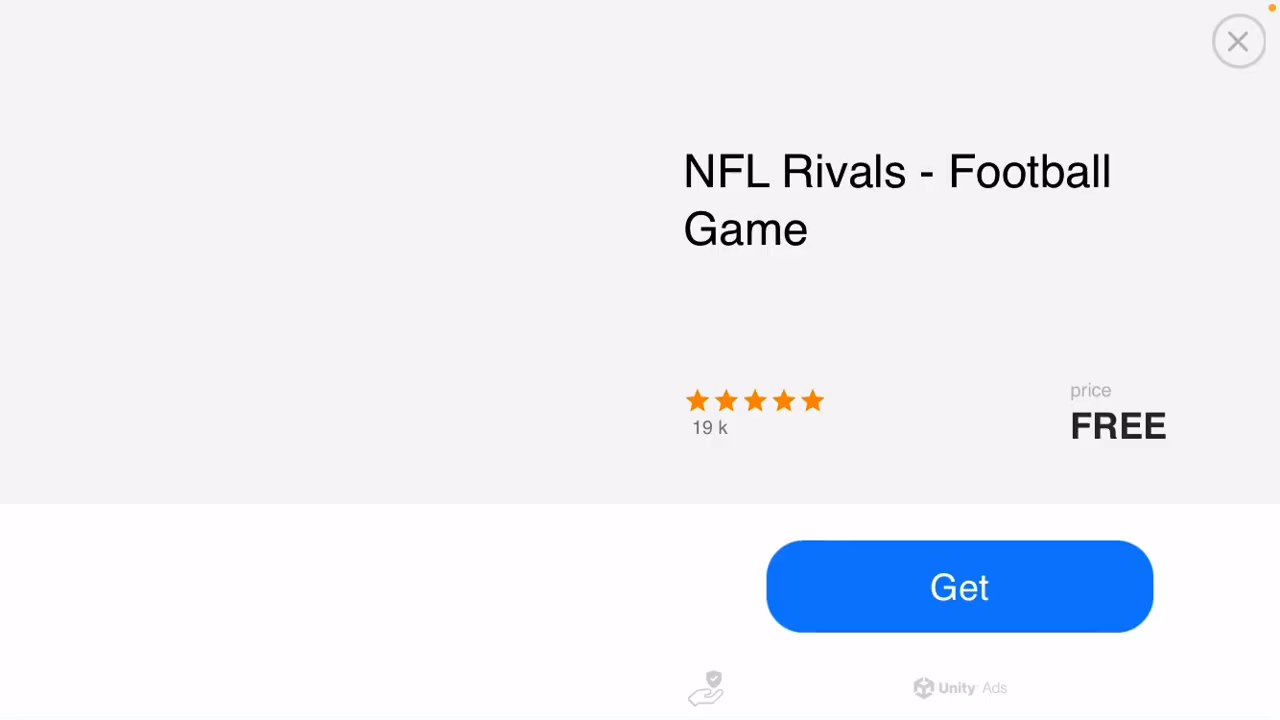 NFL Rivals - Football
Game
price
19 k
FREE
Get
Unity Ads